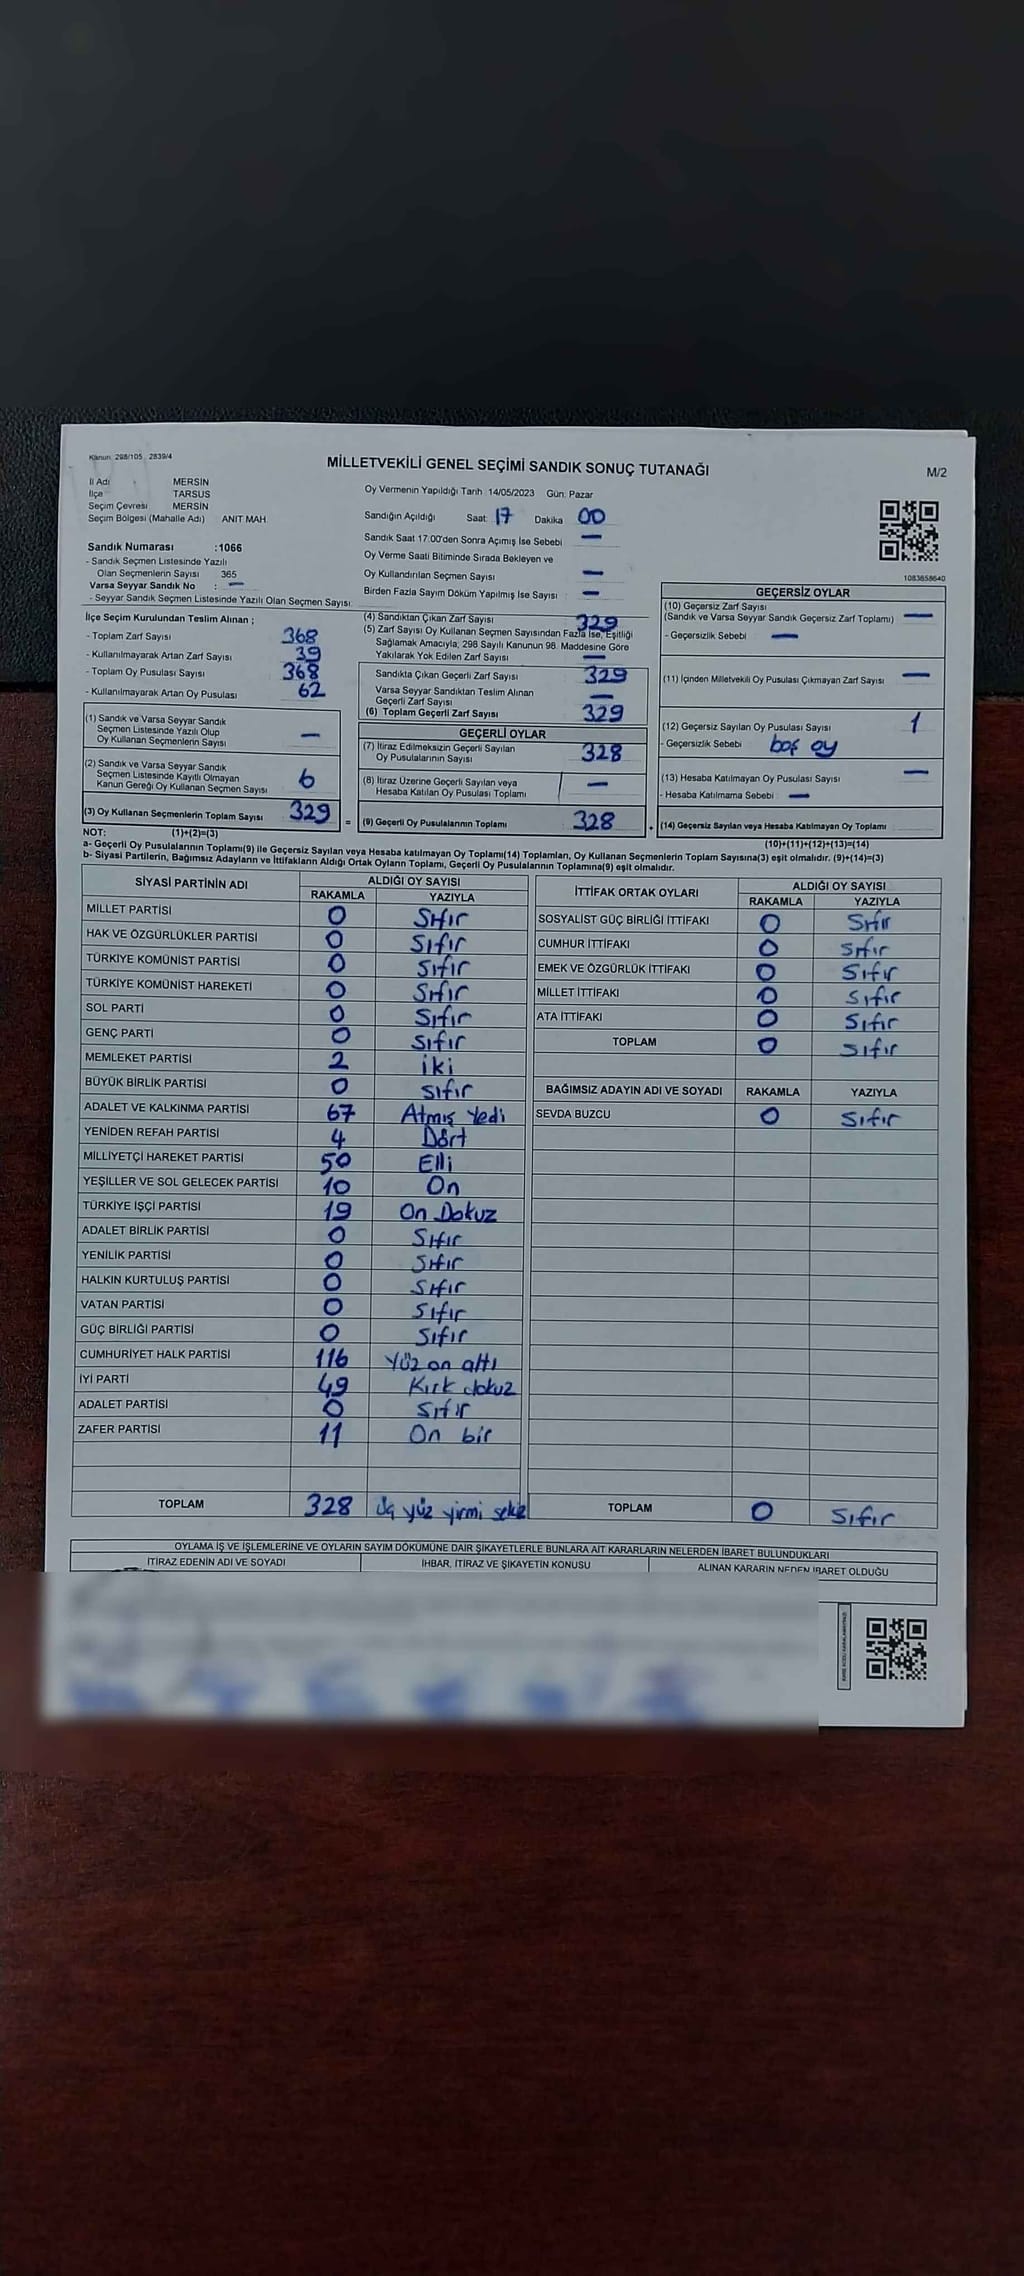 Kanun: 298/105 2839/4
MİLLETVEKİLİ GENEL SEÇİMİ SANDIK SONUÇ TUTANAĞI
M/2
İl Adı MERSİN
İlçe TARSUS
Seçim Çevresi MERSİN
Seçim Bölgesi (Mahalle Adı) ANIT MAH.
Oy Vermenin Yapıldığı Tarih 14/05/2023 Gün: Pazar
Sandığın Açıldığı Saat: 17 Dakika 00
Sandık Saat 17:00'den Sonra Açımış İse Sebebi —
Oy Verme Saati Bitiminde Sırada Bekleyen ve
Oy Kullandırılan Seçmen Sayısı —
Birden Fazla Sayım Döküm Yapılmış İse Sayısı —
1083658640
Sandık Numarası :1066
- Sandık Seçmen Listesinde Yazılı
Olan Seçmenlerin Sayısı 365
Varsa Seyyar Sandık No : —
- Seyyar Sandık Seçmen Listesinde Yazılı Olan Seçmen Sayısı:
İlçe Seçim Kurulundan Teslim Alınan ;
- Toplam Zarf Sayısı 368
- Kullanılmayarak Artan Zarf Sayısı 39
- Toplam Oy Pusulası Sayısı 368
- Kullanılmayarak Artan Oy Pusulası 62
(1) Sandık ve Varsa Seyyar Sandık
Seçmen Listesinde Yazılı Olup
Oy Kullanan Seçmenlerin Sayısı —
(2) Sandık ve Varsa Seyyar Sandık
Seçmen Listesinde Kayıtlı Olmayan
Kanun Gereği Oy Kullanan Seçmen Sayısı 6
(3) Oy Kullanan Seçmenlerin Toplam Sayısı 329 =
(4) Sandıktan Çıkan Zarf Sayısı 329
(5) Zarf Sayısı Oy Kullanan Seçmen Sayısından Fazla İse, Eşitliği
Sağlamak Amacıyla; 298 Sayılı Kanunun 98. Maddesine Göre
Yakılarak Yok Edilen Zarf Sayısı —
Sandıkta Çıkan Geçerli Zarf Sayısı 329
Varsa Seyyar Sandıktan Teslim Alınan
Geçerli Zarf Sayısı —
(6) Toplam Geçerli Zarf Sayısı 329
GEÇERLİ OYLAR
(7) İtiraz Edilmeksizin Geçerli Sayılan
Oy Pusulalarının Sayısı 328
(8) İtiraz Üzerine Geçerli Sayılan veya
Hesaba Katılan Oy Pusulası Toplamı —
(9) Geçerli Oy Pusulalarının Toplamı 328 +
GEÇERSİZ OYLAR
(10) Geçersiz Zarf Sayısı
(Sandık ve Varsa Seyyar Sandık Geçersiz Zarf Toplamı) —
- Geçersizlik Sebebi —
(11) İçinden Milletvekili Oy Pusulası Çıkmayan Zarf Sayısı —
(12) Geçersiz Sayılan Oy Pusulası Sayısı 1
- Geçersizlik Sebebi boş oy
(13) Hesaba Katılmayan Oy Pusulası Sayısı —
- Hesaba Katılmama Sebebi —
(14) Geçersiz Sayılan veya Hesaba Katılmayan Oy Toplamı
NOT: (1)+(2)=(3)
(10)+(11)+(12)+(13)=(14)
a- Geçerli Oy Pusulaların Toplamı(9) ile Geçersiz Sayılan veya Hesaba katılmayan Oy Toplamı(14) Toplamları, Oy Kullanan Seçmenlerin Toplam Sayısına(3) eşit olmalıdır. (9)+(14)=(3)
b- Siyasi Partilerin, Bağımsız Adayların ve İttifakların Aldığı Ortak Oyların Toplamı, Geçerli Oy Pusulalarının Toplamına(9) eşit olmalıdır.
SİYASİ PARTİNİN ADI ALDIĞI OY SAYISI
RAKAMLA YAZIYLA
MİLLET PARTİSİ 0 Sıfır
HAK VE ÖZGÜRLÜKLER PARTİSİ 0 Sıfır
TÜRKİYE KOMÜNİST PARTİSİ 0 Sıfır
TÜRKİYE KOMÜNİST HAREKETİ 0 Sıfır
SOL PARTİ 0 Sıfır
GENÇ PARTİ 0 Sıfır
MEMLEKET PARTİSİ 2 iki
BÜYÜK BİRLİK PARTİSİ 0 Sıfır
ADALET VE KALKINMA PARTİSİ 67 Atmış Yedi
YENİDEN REFAH PARTİSİ 4 Dört
MİLLİYETÇİ HAREKET PARTİSİ 50 Elli
YEŞİLLER VE SOL GELECEK PARTİSİ 10 On
TÜRKİYE İŞÇİ PARTİSİ 19 On Dokuz
ADALET BİRLİK PARTİSİ 0 Sıfır
YENİLİK PARTİSİ 0 Sıfır
HALKIN KURTULUŞ PARTİSİ 0 Sıfır
VATAN PARTİSİ 0 Sıfır
GÜÇ BİRLİĞİ PARTİSİ 0 Sıfır
CUMHURİYET HALK PARTİSİ 116 Yüz on altı
İYİ PARTİ 49 Kırk dokuz
ADALET PARTİSİ 0 Sıfır
ZAFER PARTİSİ 11 On bir
TOPLAM 328 üç yüz yirmi sekiz
İTTİFAK ORTAK OYLARI ALDIĞI OY SAYISI
RAKAMLA YAZIYLA
SOSYALİST GÜÇ BİRLİĞİ İTTİFAKI 0 Sıfır
CUMHUR İTTİFAKI 0 Sıfır
EMEK VE ÖZGÜRLÜK İTTİFAKI 0 Sıfır
MİLLET İTTİFAKI 0 Sıfır
ATA İTTİFAKI 0 Sıfır
TOPLAM 0 Sıfır
BAĞIMSIZ ADAYIN ADI VE SOYADI RAKAMLA YAZIYLA
SEVDA BUZCU 0 Sıfır
TOPLAM 0 Sıfır
OYLAMA İŞ VE İŞLEMLERİNE VE OYLARIN SAYIM DÖKÜMÜNE DAİR ŞİKAYETLERLE BUNLARA AİT KARARLARIN NELERDEN İBARET BULUNDUKLARI
İTİRAZ EDENİN ADI VE SOYADI İHBAR, İTİRAZ VE ŞİKAYETİN KONUSU ALINAN KARARIN NEDEN İBARET OLDUĞU